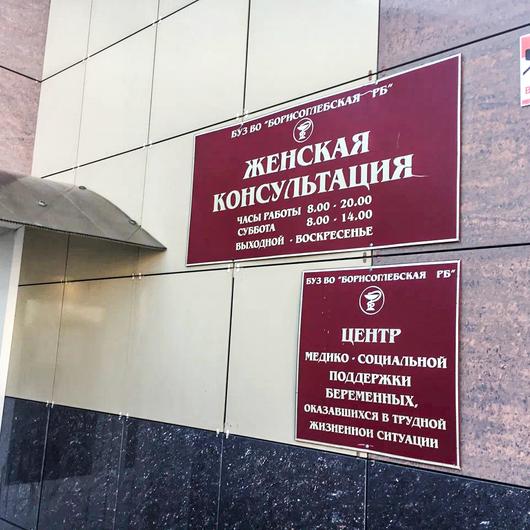 БУЗ ВО "БОРИСОГЛЕБСКАЯ РБ"
ЖЕНСКАЯ
КОНСУЛЬТАЦИЯ
ЧАСЫ РАБОТЫ 8.00 - 20.00
СУББОТА 8.00 - 14.00
ВЫХОДНОЙ - ВОСКРЕСЕНЬЕ
БУЗ ВО "БОРИСОГЛЕБСКАЯ РБ"
ЦЕНТР
МЕДИКО - СОЦИАЛЬНОЙ
ПОДДЕРЖКИ
БЕРЕМЕННЫХ,
ОКАЗАВШИХСЯ В ТРУДНОЙ
ЖИЗНЕННОЙ СИТУАЦИИ